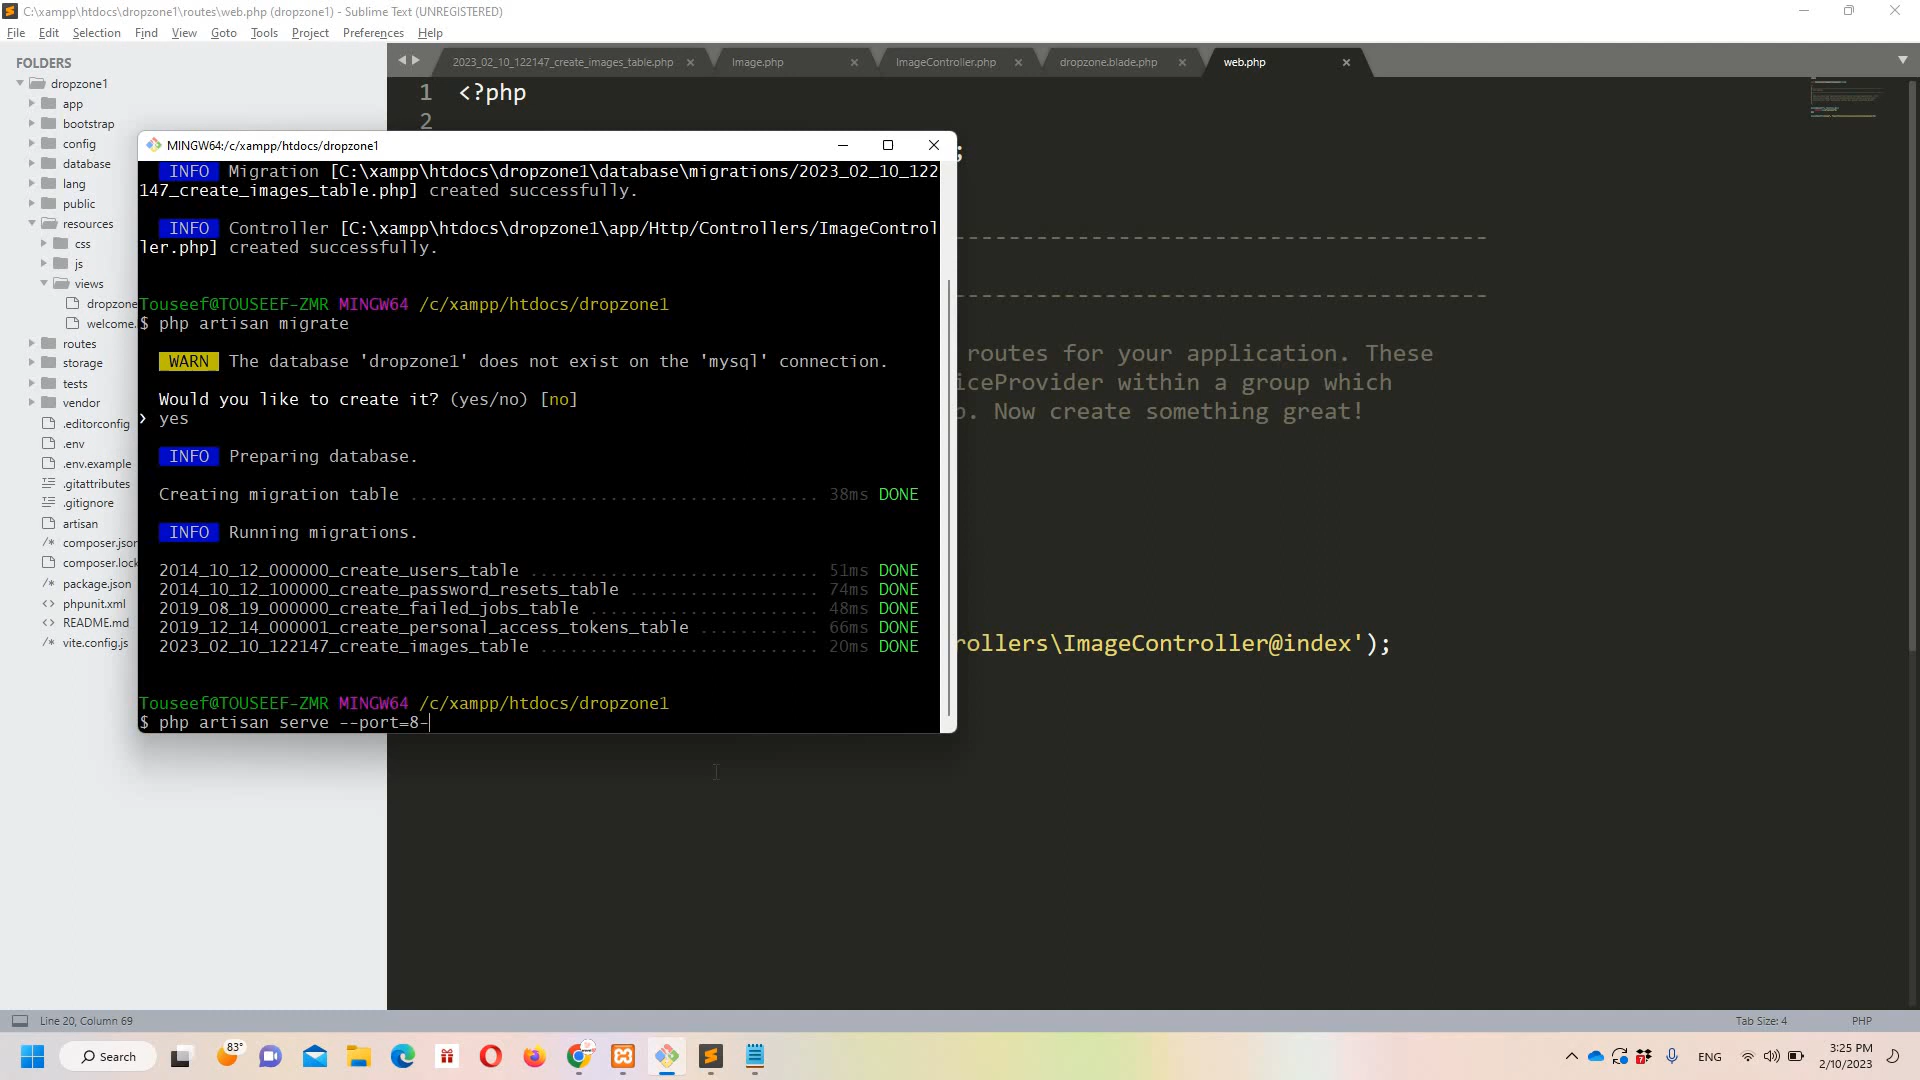 C:\xampp\htdocs\dropzone1\routes\web.php (dropzone1) - Sublime Text (UNREGISTERED)
File Edit Selection Find View Goto Tools Project Preferences Help
FOLDERS
dropzone1
app
bootstrap
config
database
lang
public
resources
css
js
views
dropzone
welcome.
routes
storage
tests
vendor
.editorconfig
.env
.env.example
.gitattributes
.gitignore
artisan
composer.json
composer.lock
package.json
phpunit.xml
README.md
vite.config.js
2023_02_10_122147_create_images_table.php Image.php ImageController.php dropzone.blade.php web.php
1 <?php
2
;
--------------------------------
--------------------------------
routes for your application. These
iceProvider within a group which
p. Now create something great!
rollers\ImageController@index');
MINGW64:/c/xampp/htdocs/dropzone1
INFO Migration [C:\xampp\htdocs\dropzone1\database\migrations/2023_02_10_122
147_create_images_table.php] created successfully.
INFO Controller [C:\xampp\htdocs\dropzone1\app/Http/Controllers/ImageControl
ler.php] created successfully.
Touseef@TOUSEEF-ZMR MINGW64 /c/xampp/htdocs/dropzone1
$ php artisan migrate
WARN The database 'dropzone1' does not exist on the 'mysql' connection.
Would you like to create it? (yes/no) [no]
› yes
INFO Preparing database.
Creating migration table ......................................... 38ms DONE
INFO Running migrations.
2014_10_12_000000_create_users_table ............................. 51ms DONE
2014_10_12_100000_create_password_resets_table ................... 74ms DONE
2019_08_19_000000_create_failed_jobs_table ....................... 48ms DONE
2019_12_14_000001_create_personal_access_tokens_table ............ 66ms DONE
2023_02_10_122147_create_images_table ............................ 20ms DONE
Touseef@TOUSEEF-ZMR MINGW64 /c/xampp/htdocs/dropzone1
$ php artisan serve --port=8-
Line 20, Column 69
Tab Size: 4 PHP
Search
83°
ENG
3:25 PM
2/10/2023